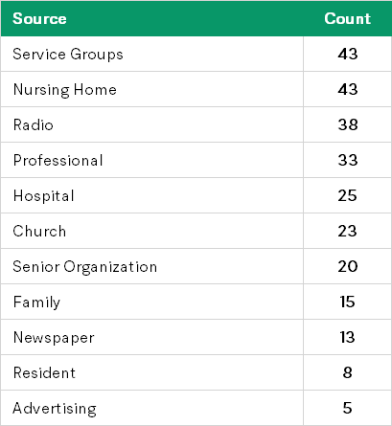 Source Count
Service Groups 43
Nursing Home 43
Radio 38
Professional 33
Hospital 25
Church 23
Senior Organization 20
Family 15
Newspaper 13
Resident 8
Advertising 5